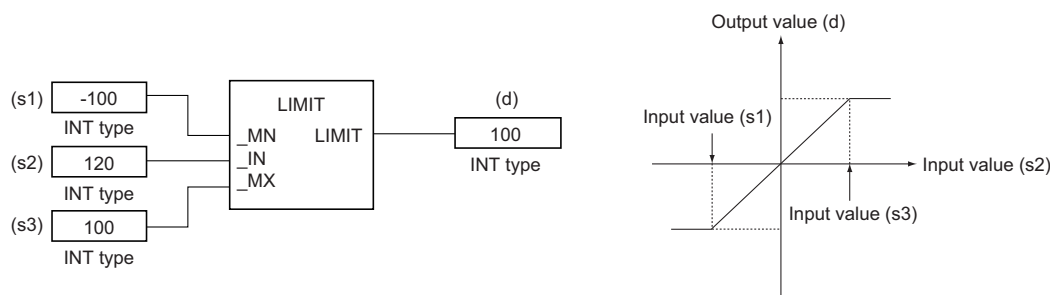 (s1)
-100
INT type
(s2)
120
INT type
(s3)
100
INT type
LIMIT
_MN
LIMIT
_IN
_MX
(d)
100
INT type
Output value (d)
Input value (s1)
Input value (s2)
Input value (s3)